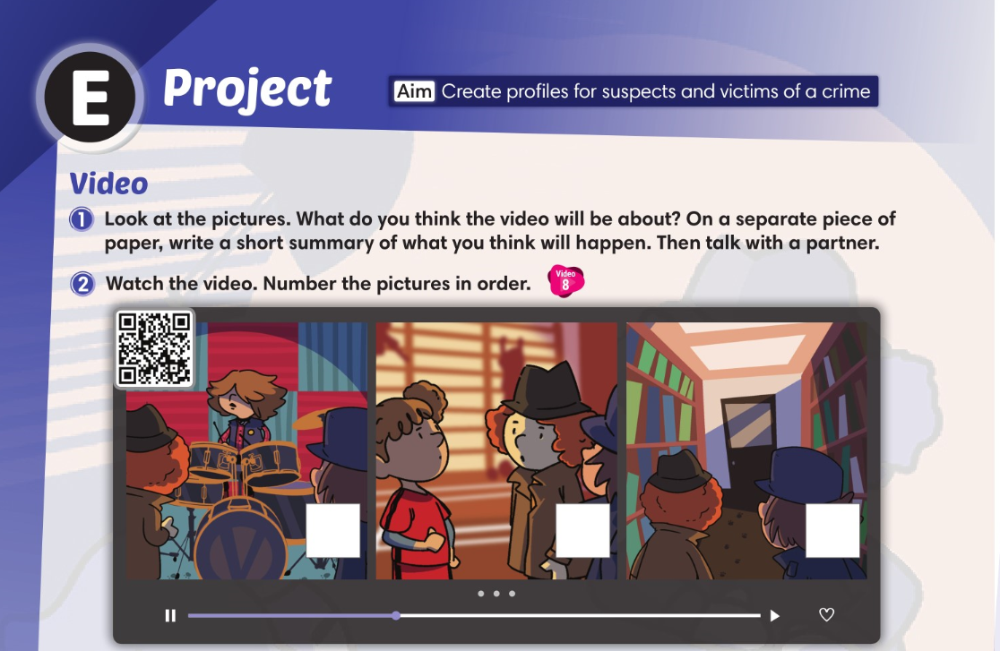 E
Project
Aim Create profiles for suspects and victims of a crime
Video
1 Look at the pictures. What do you think the video will be about? On a separate piece of
paper, write a short summary of what you think will happen. Then talk with a partner.
2 Watch the video. Number the pictures in order.
Video
8
V